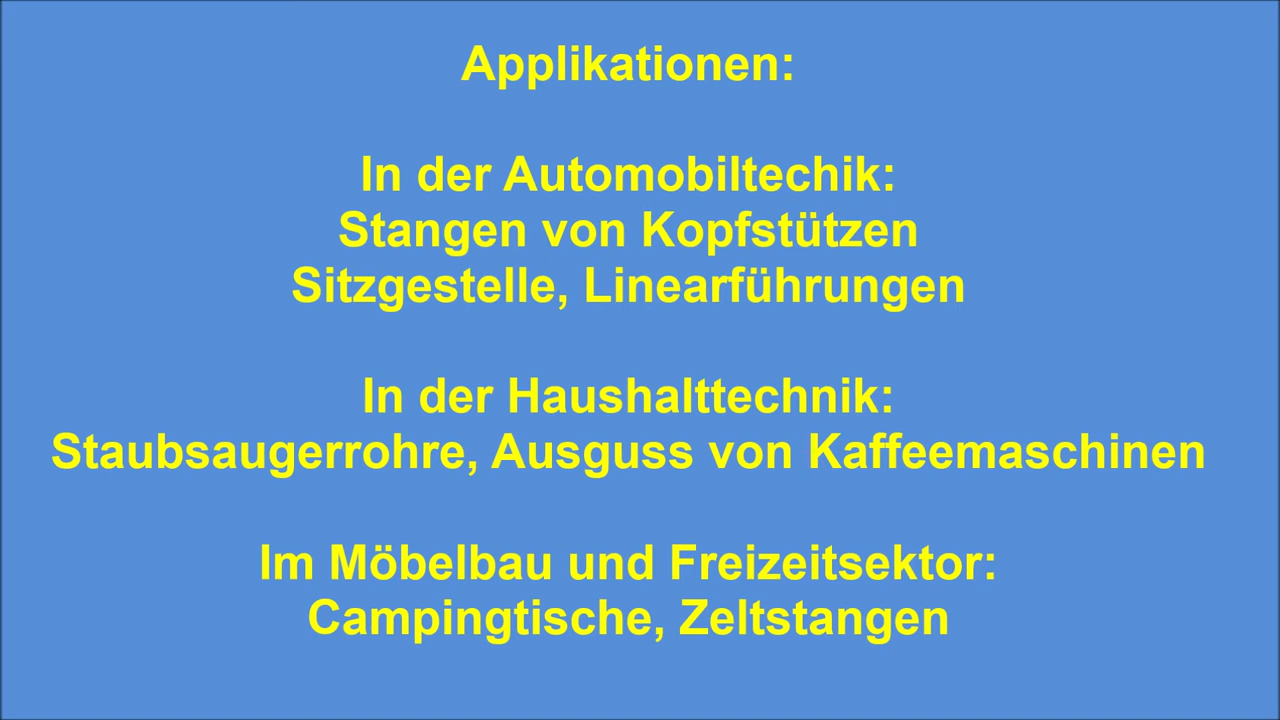 Applikationen:
In der Automobiltechik:
Stangen von Kopfstützen
Sitzgestelle, Linearführungen
In der Haushalttechnik:
Staubsaugerrohre, Ausguss von Kaffeemaschinen
Im Möbelbau und Freizeitsektor:
Campingtische, Zeltstangen